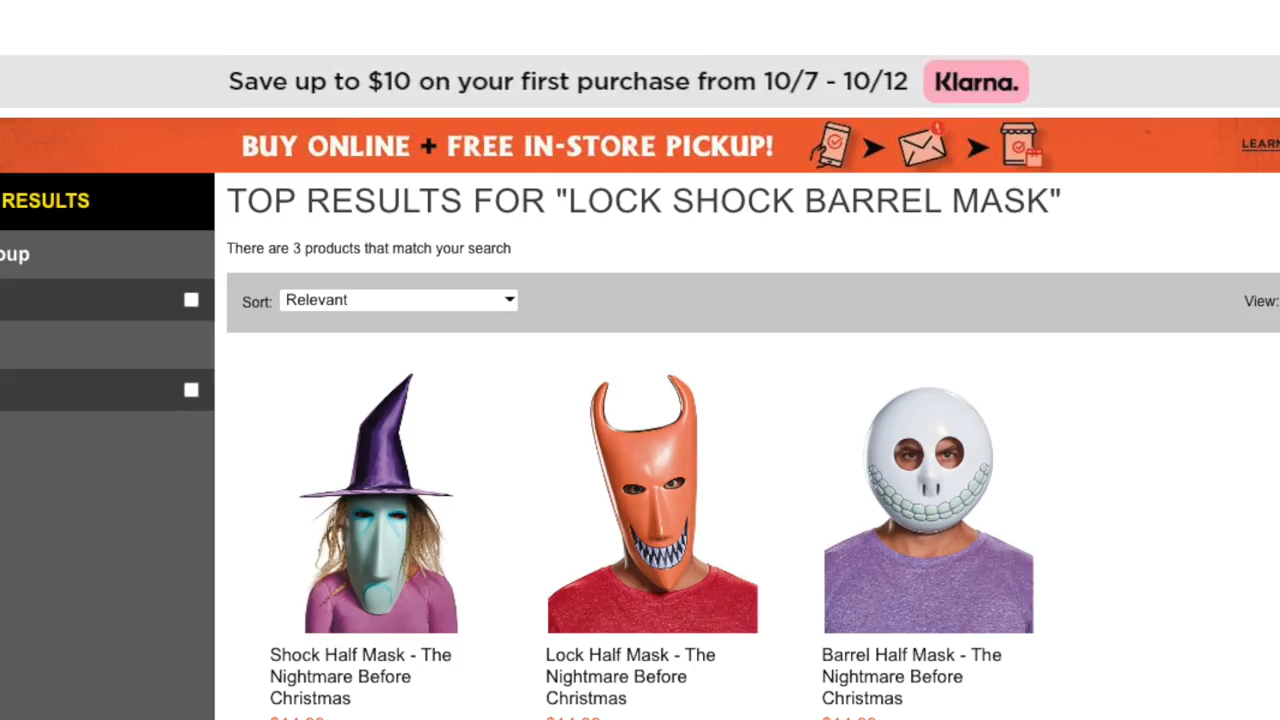 Save up to $10 on your first purchase from 10/7 - 10/12 Klarna.
BUY ONLINE + FREE IN-STORE PICKUP!
RESULTS
TOP RESULTS FOR "LOCK SHOCK BARREL MASK"
There are 3 products that match your search
Sort: Relevant
View:
Shock Half Mask - The
Nightmare Before
Christmas
Lock Half Mask - The
Nightmare Before
Christmas
Barrel Half Mask - The
Nightmare Before
Christmas